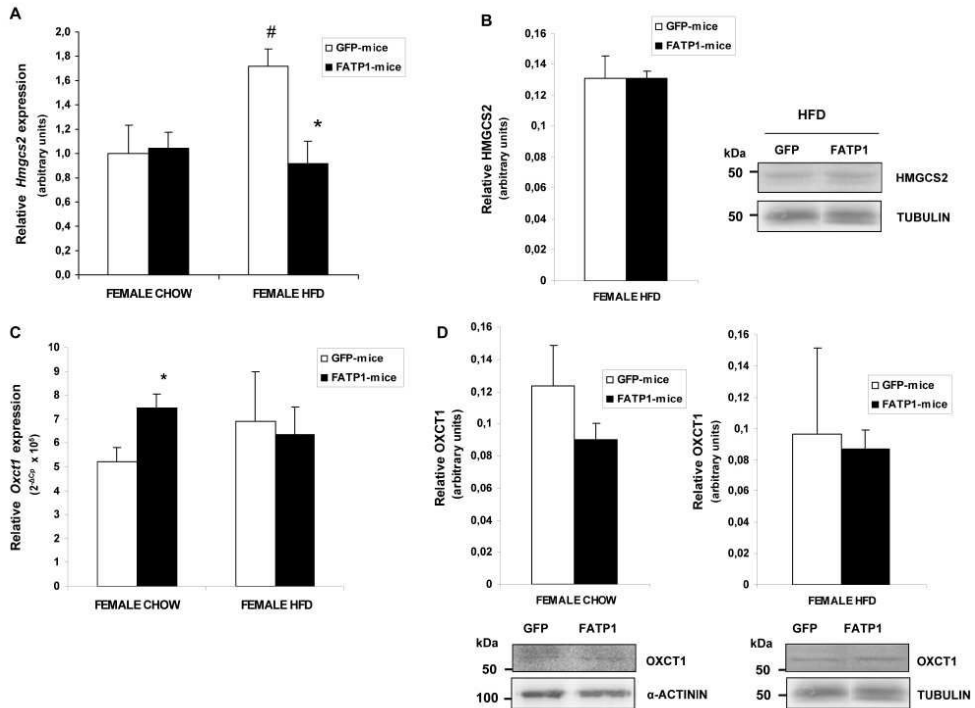 A
Relative Hmgcs2 expression
(arbitrary units)
2,0
1,8
1,6
1,4
1,2
1,0
0,8
0,6
0,4
0,2
0,0
#
*
GFP-mice
FATP1-mice
FEMALE CHOW
FEMALE HFD
B
Relative HMGCS2
(arbitrary units)
0,16
0,14
0,12
0,1
0,08
0,06
0,04
0,02
0
GFP-mice
FATP1-mice
FEMALE HFD
HFD
kDa
GFP
FATP1
50
HMGCS2
50
TUBULIN
C
Relative Oxct1 expression
10
9
8
7
6
5
4
3
2
1
0
*
GFP-mice
FATP1-mice
FEMALE CHOW
FEMALE HFD
D
Relative OXCT1
(arbitrary units)
0,16
0,14
0,12
0,1
0,08
0,06
0,04
0,02
0
GFP-mice
FATP1-mice
FEMALE CHOW
kDa
GFP
FATP1
50
OXCT1
100
α-ACTININ
Relative OXCT1
(arbitrary units)
0,16
0,14
0,12
0,1
0,08
0,06
0,04
0,02
0
GFP-mice
FATP1-mice
FEMALE HFD
kDa
GFP
FATP1
50
OXCT1
50
TUBULIN